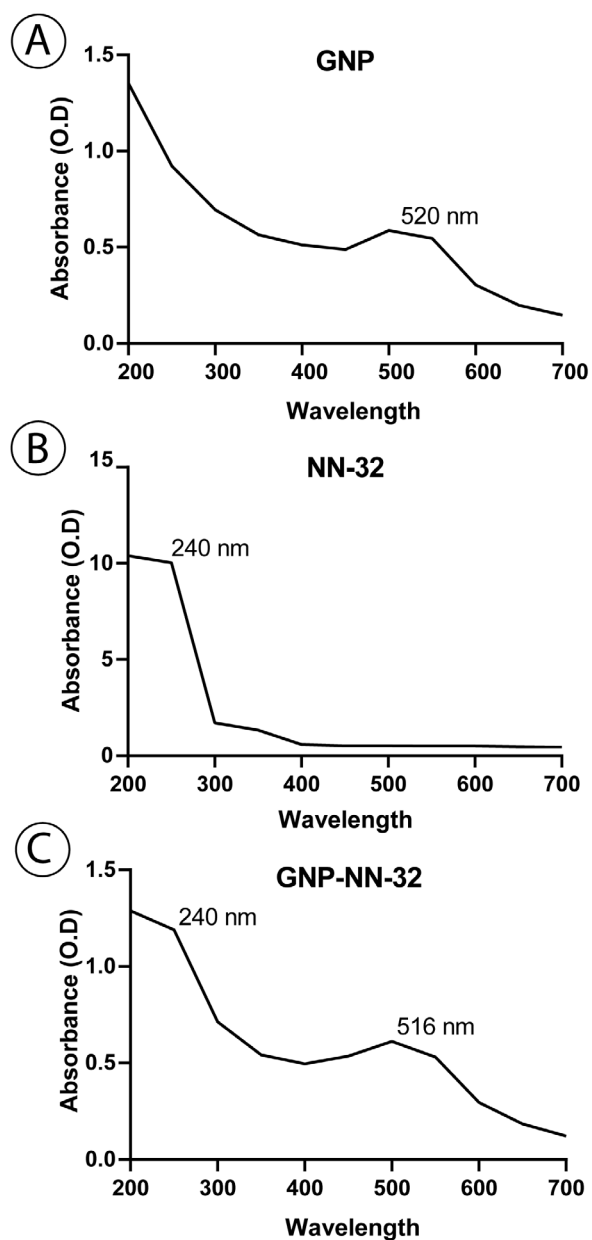 A
GNP
Absorbance (O.D)
1.5
1.0
0.5
0.0
520 nm
200 300 400 500 600 700
Wavelength
B
NN-32
Absorbance (O.D)
15
10
5
0
240 nm
200 300 400 500 600 700
Wavelength
C
GNP-NN-32
Absorbance (O.D)
1.5
1.0
0.5
0.0
240 nm
516 nm
200 300 400 500 600 700
Wavelength